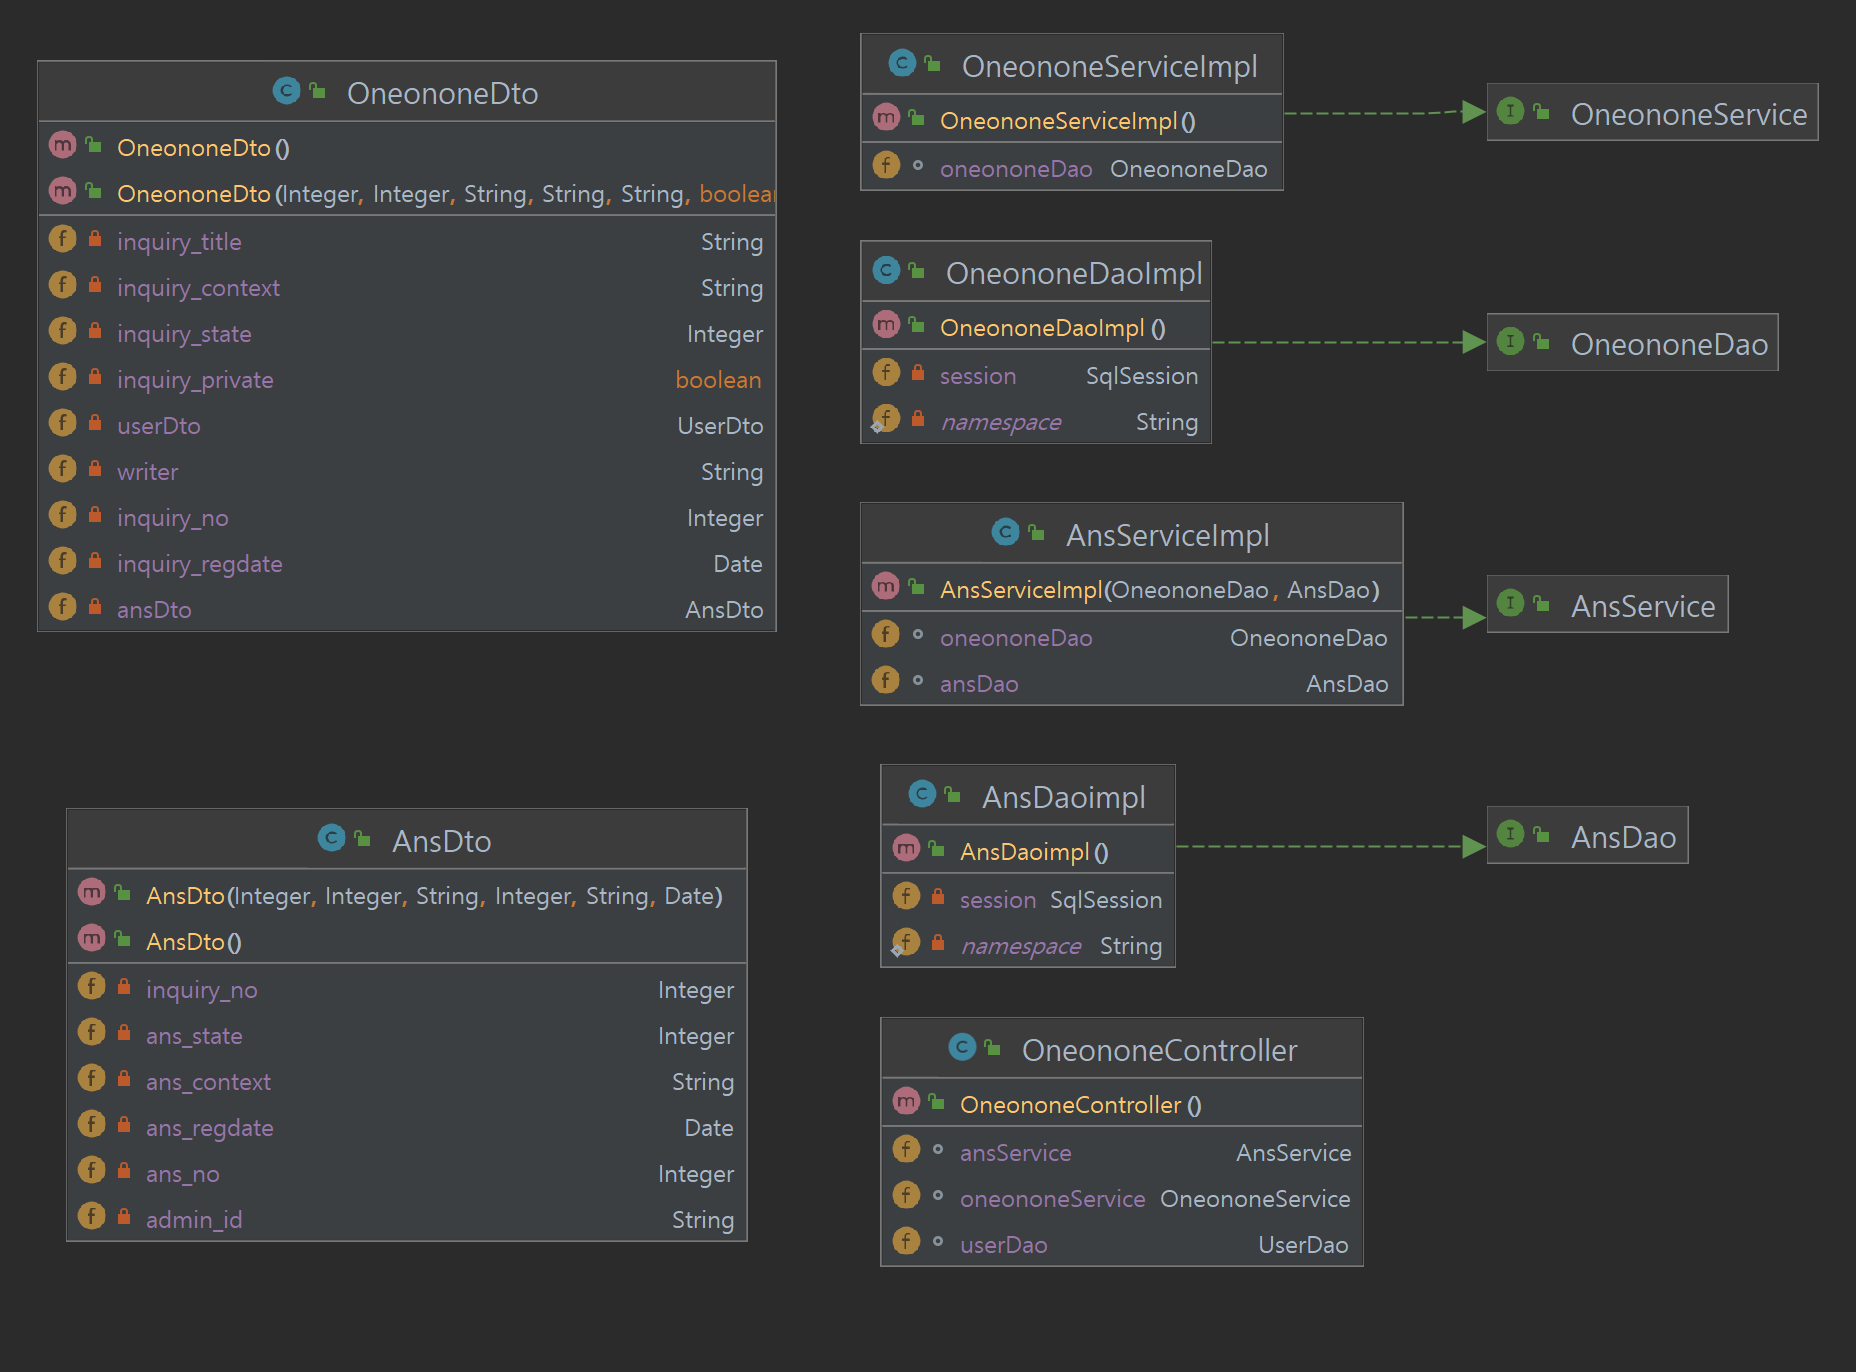 OneononeDto
OneononeDto()
OneononeDto(Integer, Integer, String, String, String, boolean
inquiry_title String
inquiry_context String
inquiry_state Integer
inquiry_private boolean
userDto UserDto
writer String
inquiry_no Integer
inquiry_regdate Date
ansDto AnsDto
AnsDto
AnsDto(Integer, Integer, String, Integer, String, Date)
AnsDto()
inquiry_no Integer
ans_state Integer
ans_context String
ans_regdate Date
ans_no Integer
admin_id String
OneononeServiceImpl
OneononeServiceImpl()
oneononeDao OneononeDao
OneononeService
OneononeDaoImpl
OneononeDaoImpl()
session SqlSession
namespace String
OneononeDao
AnsServiceImpl
AnsServiceImpl(OneononeDao, AnsDao)
oneononeDao OneononeDao
ansDao AnsDao
AnsService
AnsDaoimpl
AnsDaoimpl()
session SqlSession
namespace String
AnsDao
OneononeController
OneononeController()
ansService AnsService
oneononeService OneononeService
userDao UserDao